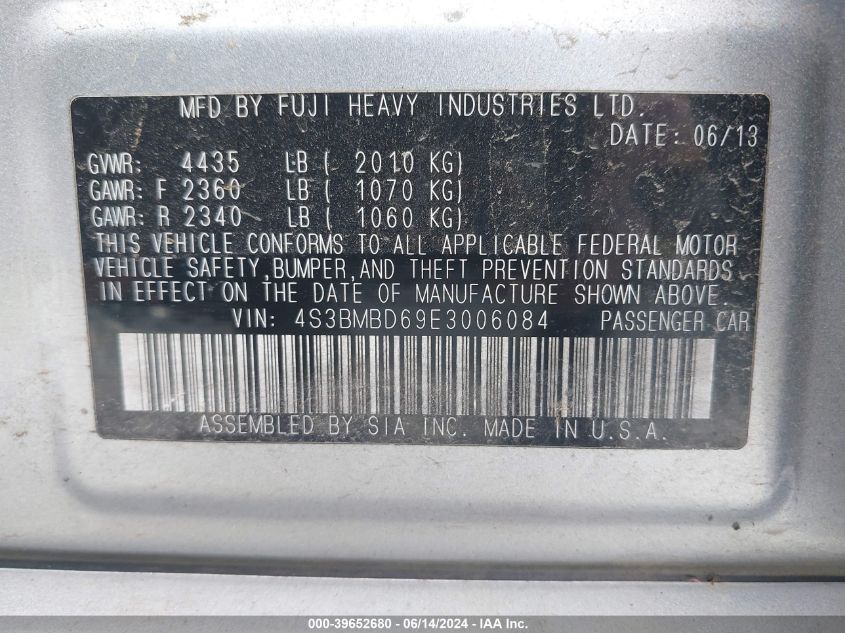 MFD BY FUJI HEAVY INDUSTRIES LTD.
DATE: 06/13
GVWR: 4435 LB ( 2010 KG)
GAWR: F 2360 LB ( 1070 KG)
GAWR: R 2340 LB ( 1060 KG)
THIS VEHICLE CONFORMS TO ALL APPLICABLE FEDERAL MOTOR
VEHICLE SAFETY,BUMPER,AND THEFT PREVENTION STANDARDS
IN EFFECT ON THE DATE OF MANUFACTURE SHOWN ABOVE.
VIN: 4S3BMBD69E3006084 PASSENGER CAR
ASSEMBLED BY SIA INC. MADE IN U.S.A.
000-39652680 - 06/14/2024 - IAA Inc.